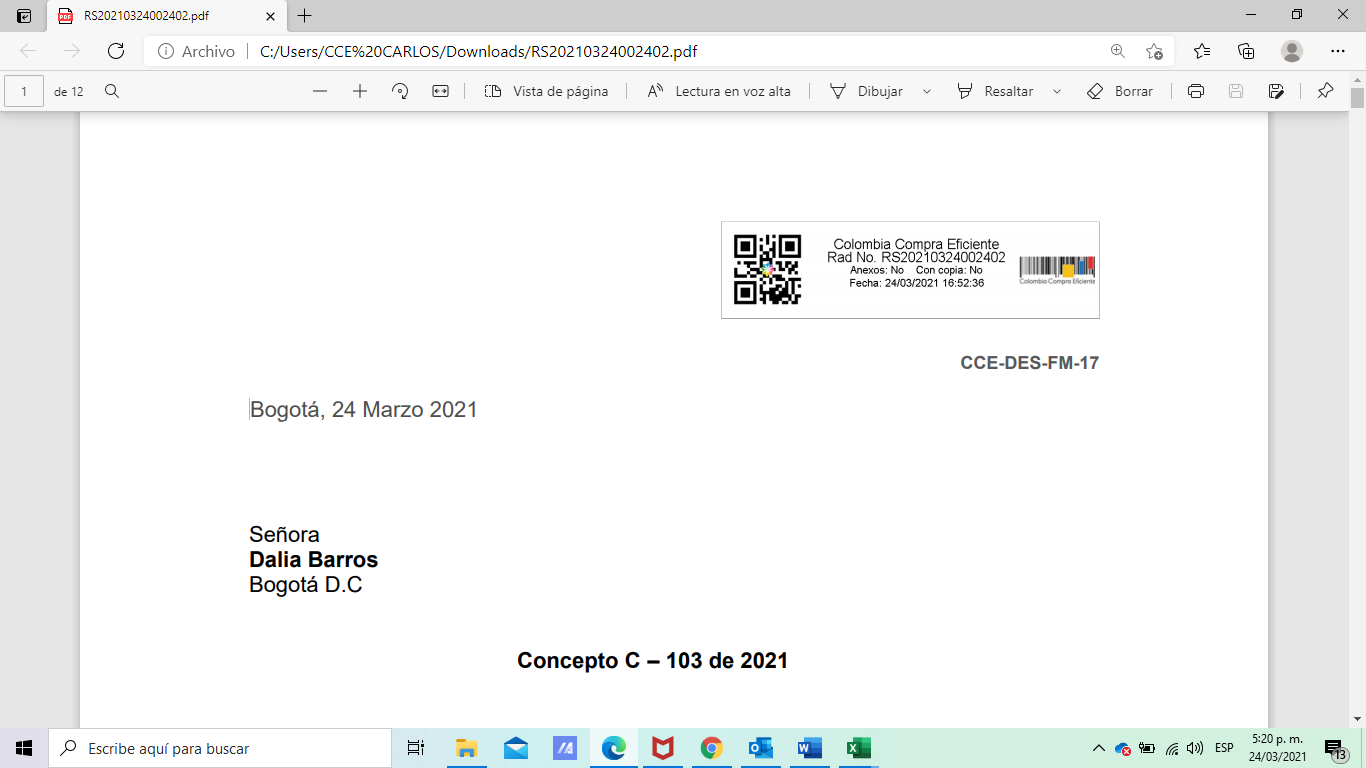 RS20210324002402.pdf
Archivo
C:/Users/CCE%20CARLOS/Downloads/RS20210324002402.pdf
1 de 12
Vista de página
Lectura en voz alta
Dibujar
Resaltar
Borrar
Colombia Compra Eficiente
Rad No. RS20210324002402
Anexos: No Con copia: No
Fecha: 24/03/2021 16:52:36
Colombia Compra Eficiente
CCE-DES-FM-17
Bogotá, 24 Marzo 2021
Señora
Dalia Barros
Bogotá D.C
Concepto C – 103 de 2021
Escribe aquí para buscar
ESP
5:20 p. m.
24/03/2021
13